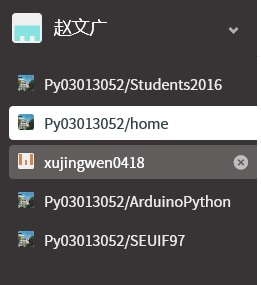 赵文广
Py03013052/Students2016
Py03013052/home
xujingwen0418
Py03013052/ArduinoPython
Py03013052/SEUIF97